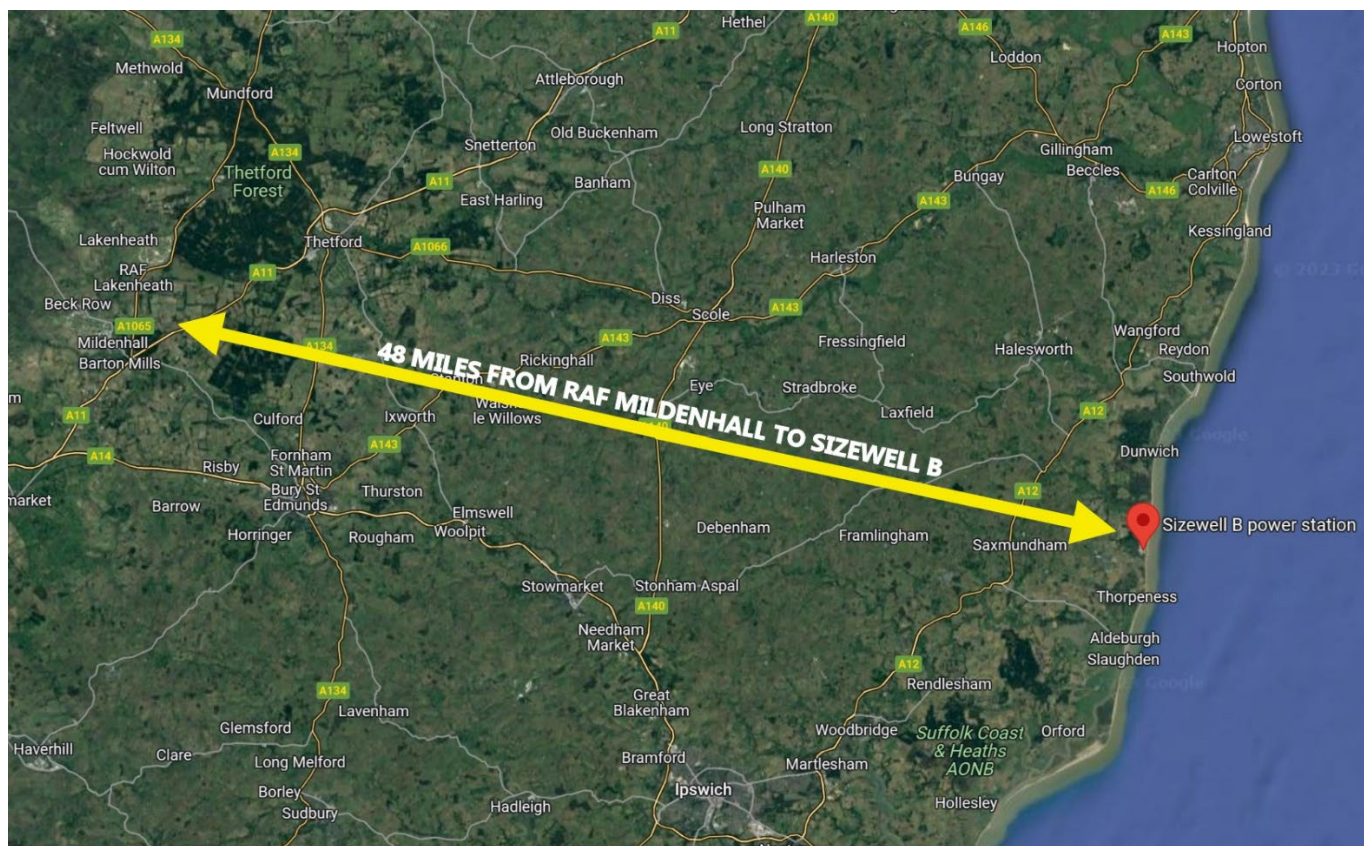 A140
Hethel
A146
A143
A134
A11
Hopton
Methwold
Loddon
Attleborough
Corton
Mundford
Feltwell
Old Buckenham
Long Stratton
Lowestoft
Hockwold
cum Wilton
A134
Snetterton
Gillingham
Thetford
Forest
A140
Beccles
Carlton
Colville
A11
Banham
Bungay
A146
East Harling
A143
Pulham
Market
Kessingland
Lakenheath
Thetford
A1066
Harleston
RAF
Lakenheath
A11
Diss
Beck Row
Scole
A143
A1065
Mildenhall
A134
A143
Fressingfield
Halesworth
Wangford
Reydon
Barton Mills
Rickinghall
Southwold
48 MILES FROM RAF MILDENHALL TO SIZEWELL B
Eye
Stradbroke
A11
Culford
Ixworth
le Willows
Laxfield
A12
A140
A143
Google
Dunwich
A14
Risby
Fornham
St Martin
Bury St
Edmunds
Thurston
A12
market
Barrow
Elmswell
Sizewell B power station
Horringer
Rougham
Woolpit
Debenham
Framlingham
Saxmundham
Stowmarket
Stonham-Aspal
Thorpeness
A140
Needham
Market
Aldeburgh
Slaughden
A12
Google
A134
Rendlesham
Great
Blakenham
Lavenham
Glemsford
Woodbridge
Suffolk Coast
& Heaths
AONB
Orford
Haverhill
Clare
Long Melford
Bramford
Martlesham
Borley
Ipswich
Sudbury
Hadleigh
Hollesley